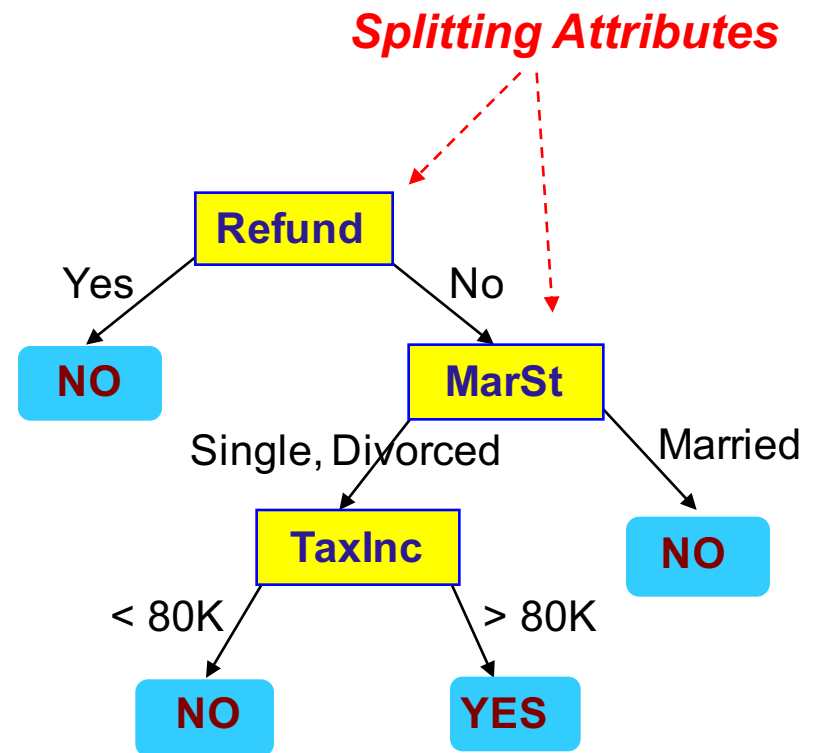 Splitting Attributes
Refund
Yes
No
NO
MarSt
Single, Divorced
Married
TaxInc
NO
< 80K
> 80K
NO
YES